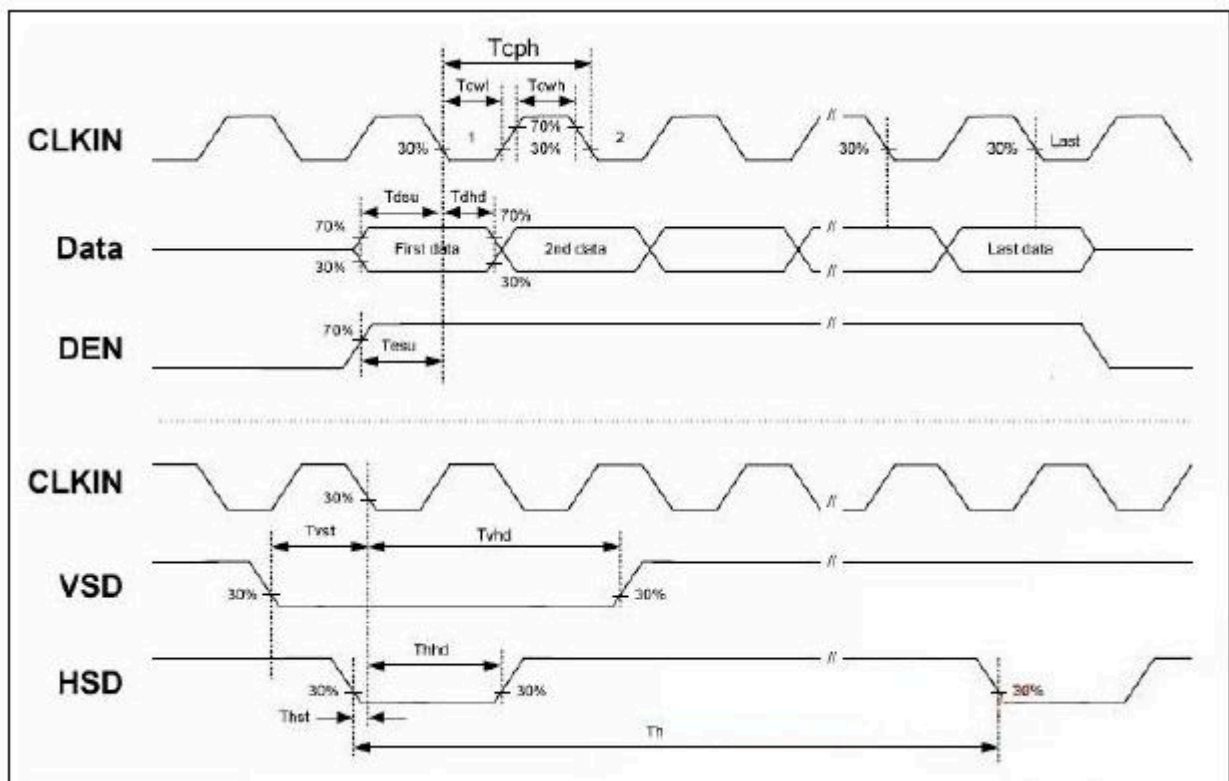 Tcph
Tcwl Tcwh
CLKIN 30% 1 70% 30% 2 // 30% 30% Last
Tdsu Tdhd
Data 70% 30% First data 70% 30% 2nd data // Last data
DEN 70% Tesu //
CLKIN 30% //
Tvst Tvhd
VSD 30% 30% //
Thhd
HSD 30% 30% // 30%
Thst
Th